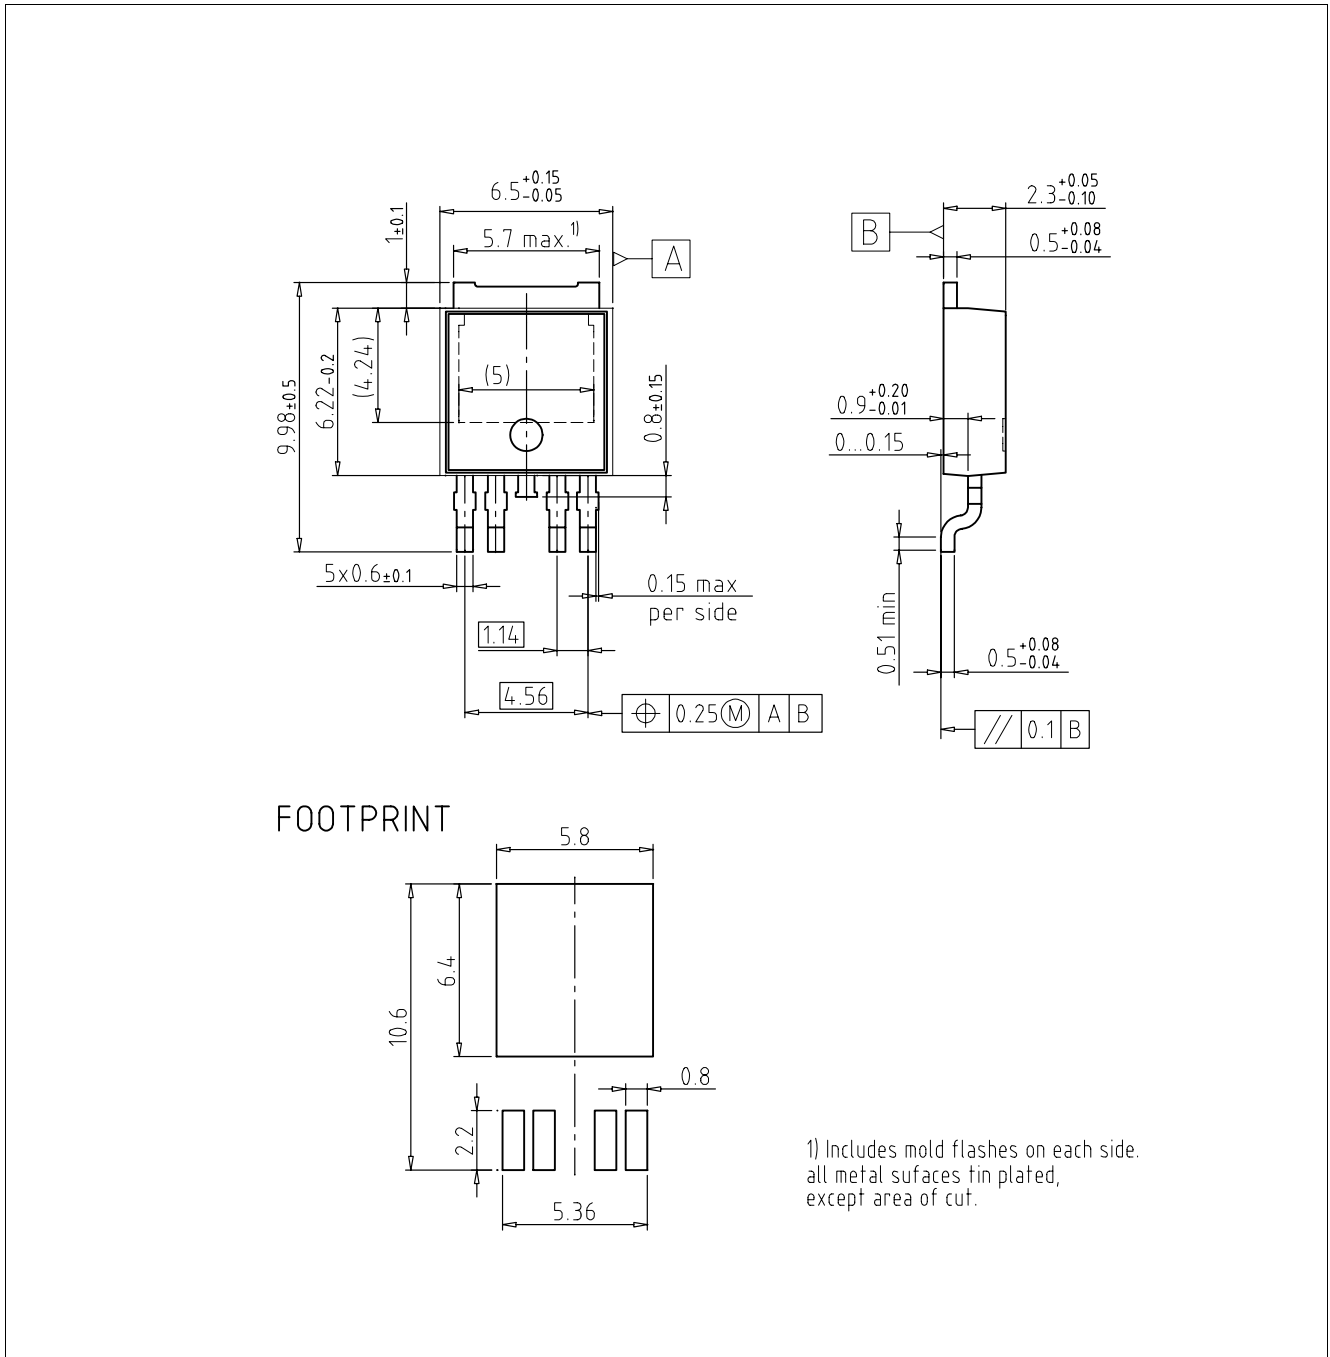 6.5 +0.15 -0.05
5.7 max. 1)
A
1±0.1
9.98±0.5
6.22-0.2
(4.24)
(5)
0.8±0.15
5x0.6±0.1
0.15 max
per side
1.14
4.56
⌖ 0.25 Ⓜ A B
2.3 +0.05 -0.10
B
0.5 +0.08 -0.04
0.9 +0.20 -0.01
0...0.15
0.51 min
0.5 +0.08 -0.04
// 0.1 B
FOOTPRINT
5.8
6.4
10.6
0.8
2.2
5.36
1) Includes mold flashes on each side.
all metal sufaces tin plated,
except area of cut.